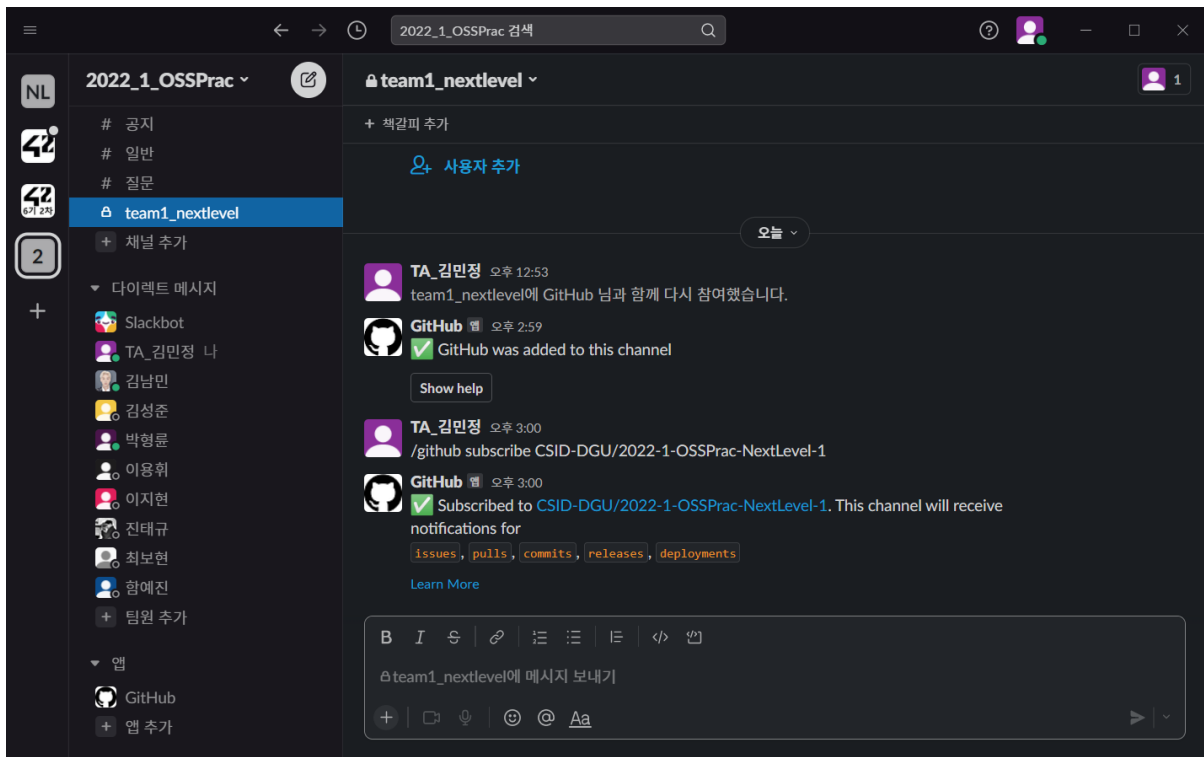 2022_1_OSSPrac 검색
NL
42
42
6기 2차
2
2022_1_OSSPrac
# 공지
# 일반
# 질문
team1_nextlevel
+ 채널 추가
다이렉트 메시지
Slackbot
TA_김민정 나
김남민
김성준
박형륜
이용휘
이지현
진태규
최보현
함예진
+ 팀원 추가
앱
GitHub
+ 앱 추가
team1_nextlevel
1
+ 책갈피 추가
사용자 추가
오늘
TA_김민정 오후 12:53
team1_nextlevel에 GitHub 님과 함께 다시 참여했습니다.
GitHub 앱 오후 2:59
GitHub was added to this channel
Show help
TA_김민정 오후 3:00
/github subscribe CSID-DGU/2022-1-OSSPrac-NextLevel-1
GitHub 앱 오후 3:00
Subscribed to CSID-DGU/2022-1-OSSPrac-NextLevel-1. This channel will receive
notifications for
issues, pulls, commits, releases, deployments
Learn More
B I S
team1_nextlevel에 메시지 보내기
+ @ Aa